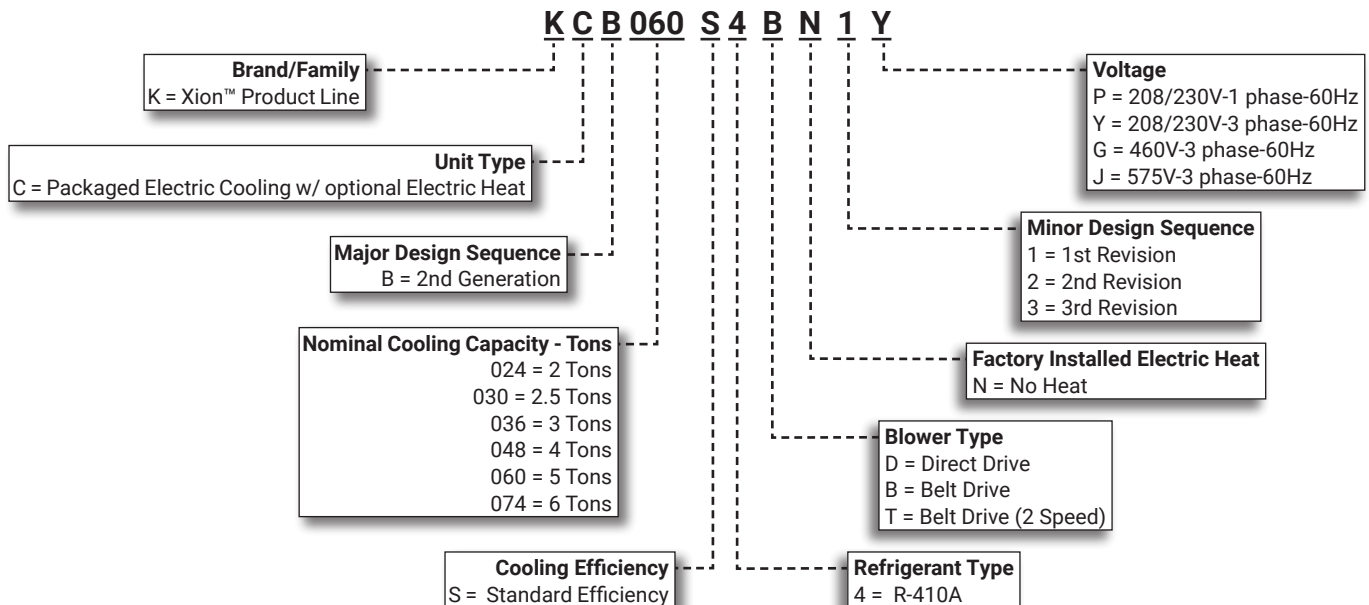 K C B 060 S 4 B N 1 Y
Brand/Family
K = Xion™ Product Line
Unit Type
C = Packaged Electric Cooling w/ optional Electric Heat
Major Design Sequence
B = 2nd Generation
Nominal Cooling Capacity - Tons
024 = 2 Tons
030 = 2.5 Tons
036 = 3 Tons
048 = 4 Tons
060 = 5 Tons
074 = 6 Tons
Cooling Efficiency
S = Standard Efficiency
Voltage
P = 208/230V-1 phase-60Hz
Y = 208/230V-3 phase-60Hz
G = 460V-3 phase-60Hz
J = 575V-3 phase-60Hz
Minor Design Sequence
1 = 1st Revision
2 = 2nd Revision
3 = 3rd Revision
Factory Installed Electric Heat
N = No Heat
Blower Type
D = Direct Drive
B = Belt Drive
T = Belt Drive (2 Speed)
Refrigerant Type
4 = R-410A